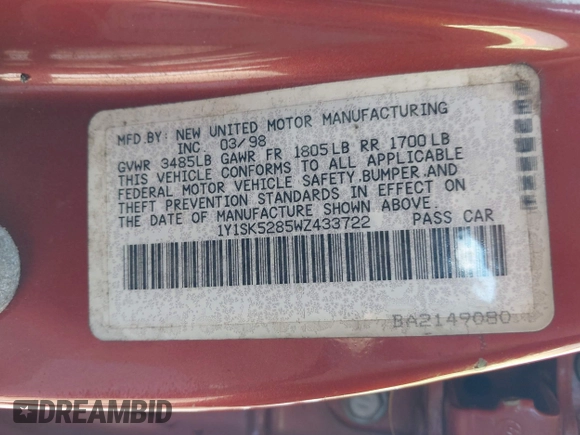 MFD BY: NEW UNITED MOTOR MANUFACTURING
INC. 03/98
GVWR 3485LB GAWR FR 1805LB RR 1700LB
THIS VEHICLE CONFORMS TO ALL APPLICABLE
FEDERAL MOTOR VEHICLE SAFETY.BUMPER.AND
THEFT PREVENTION STANDARDS IN EFFECT ON
THE DATE OF MANUFACTURE SHOWN ABOVE.
1Y1SK5285WZ433722 PASS CAR
BA2149080
DREAMBID